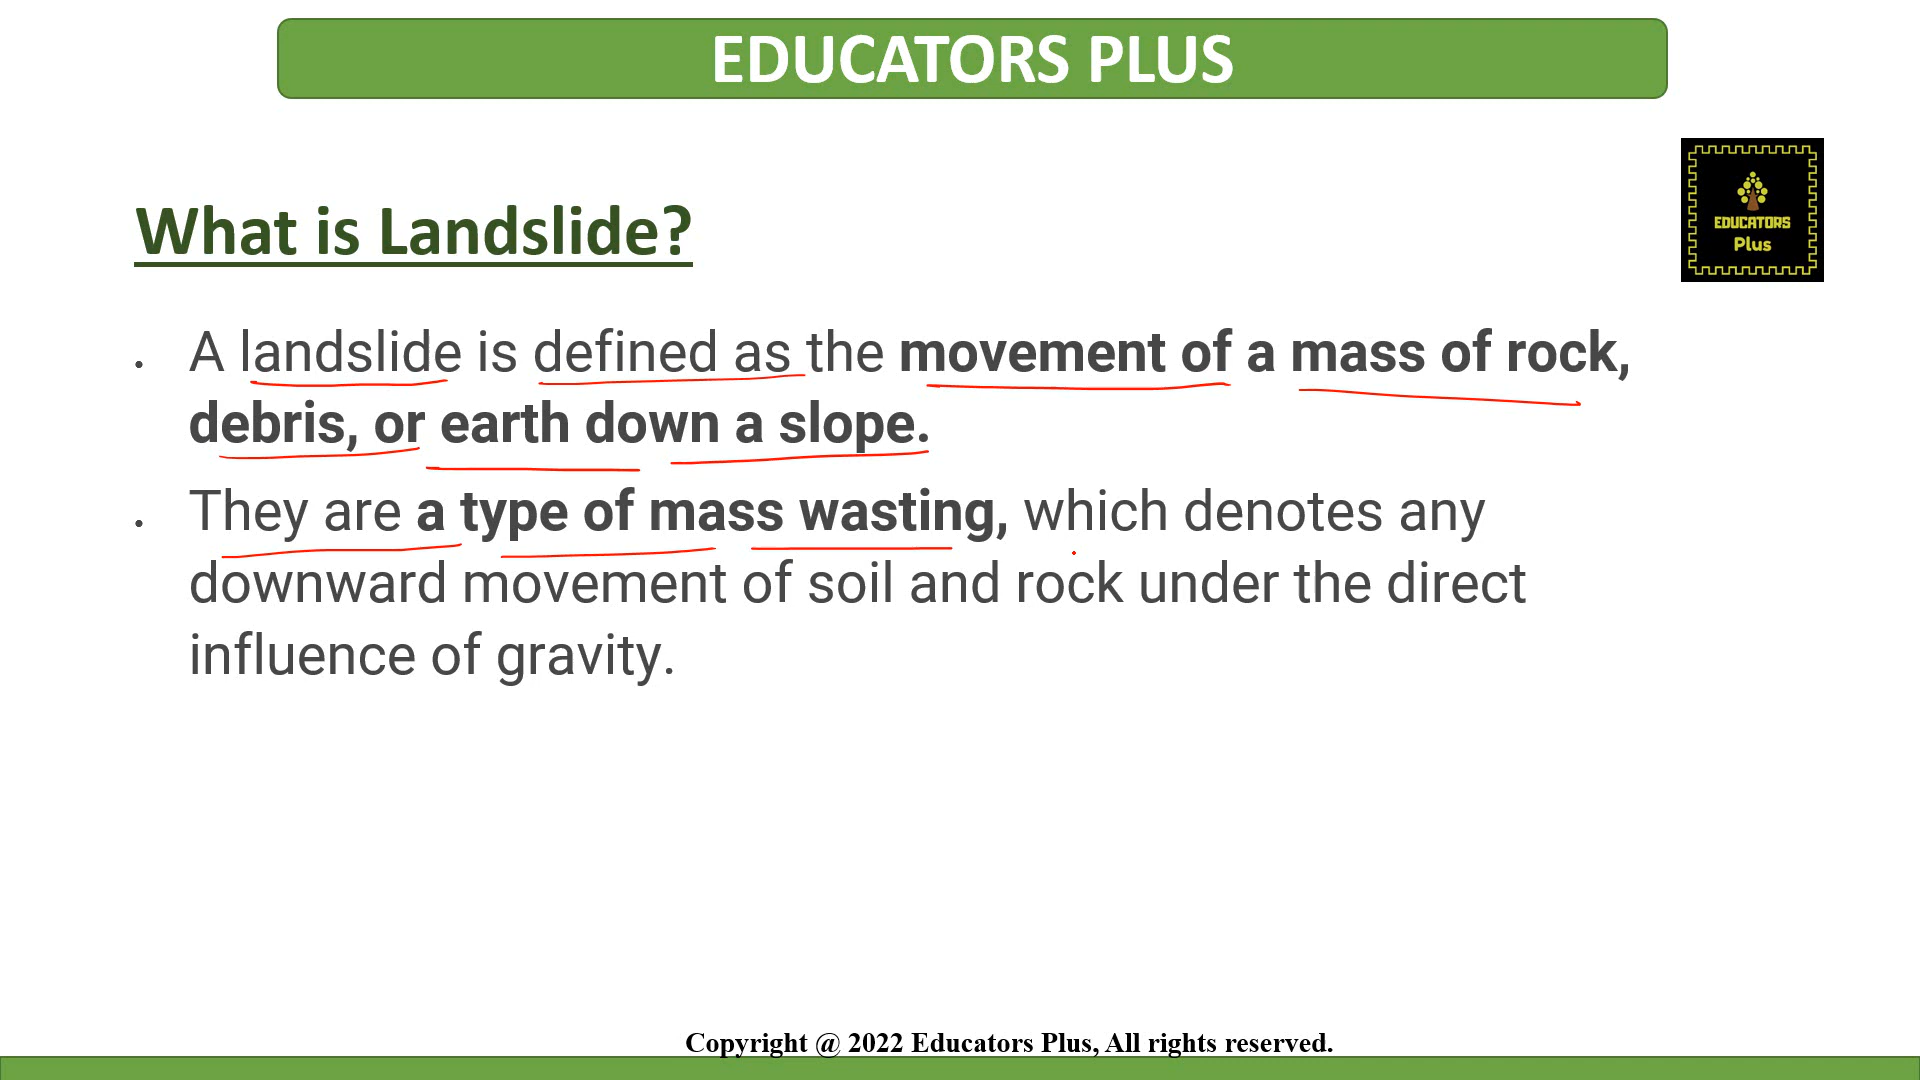 EDUCATORS PLUS
EDUCATORS
Plus
What is Landslide?
• A landslide is defined as the movement of a mass of rock,
debris, or earth down a slope.
• They are a type of mass wasting, which denotes any
downward movement of soil and rock under the direct
influence of gravity.
Copyright @ 2022 Educators Plus, All rights reserved.